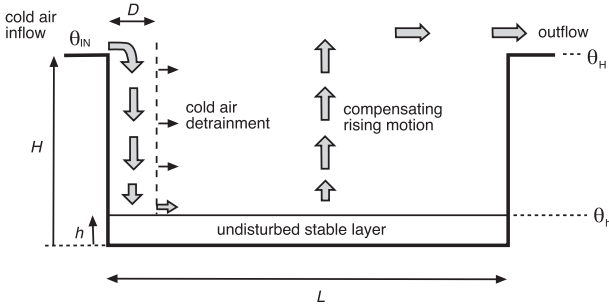 cold air
inflow
D
θIN
outflow
θH
cold air
detrainment
compensating
rising motion
H
h
undisturbed stable layer
θh
L